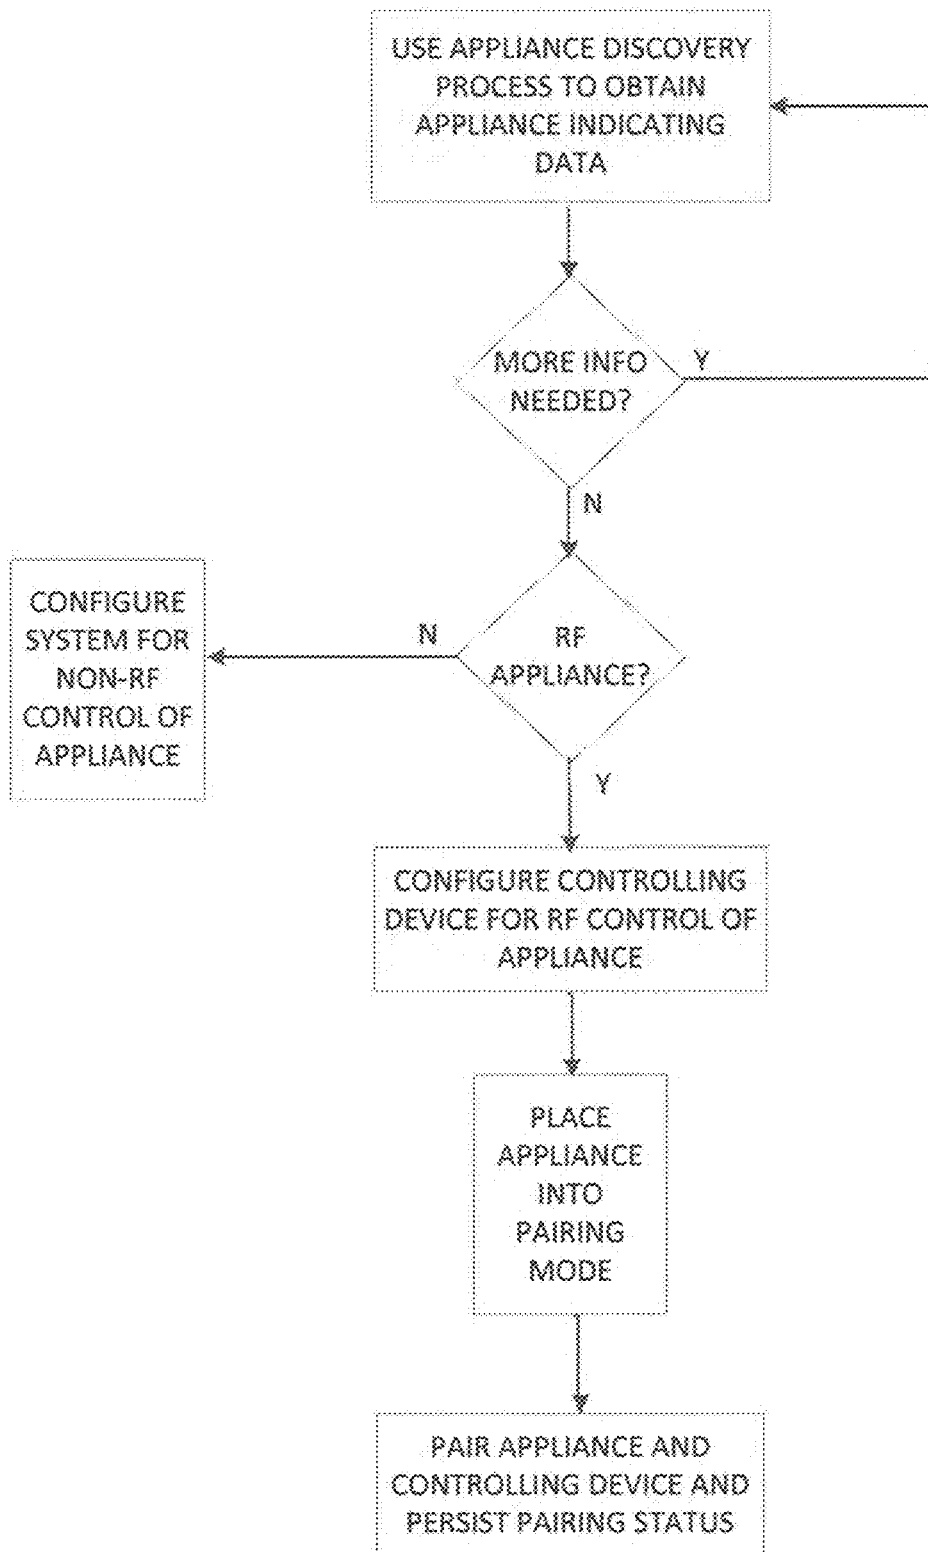 USE APPLIANCE DISCOVERY
PROCESS TO OBTAIN
APPLIANCE INDICATING
DATA
MORE INFO
NEEDED?
Y
N
CONFIGURE
SYSTEM FOR
NON-RF
CONTROL OF
APPLIANCE
N
RF
APPLIANCE?
Y
CONFIGURE CONTROLLING
DEVICE FOR RF CONTROL OF
APPLIANCE
PLACE
APPLIANCE
INTO
PAIRING
MODE
PAIR APPLIANCE AND
CONTROLLING DEVICE AND
PERSIST PAIRING STATUS